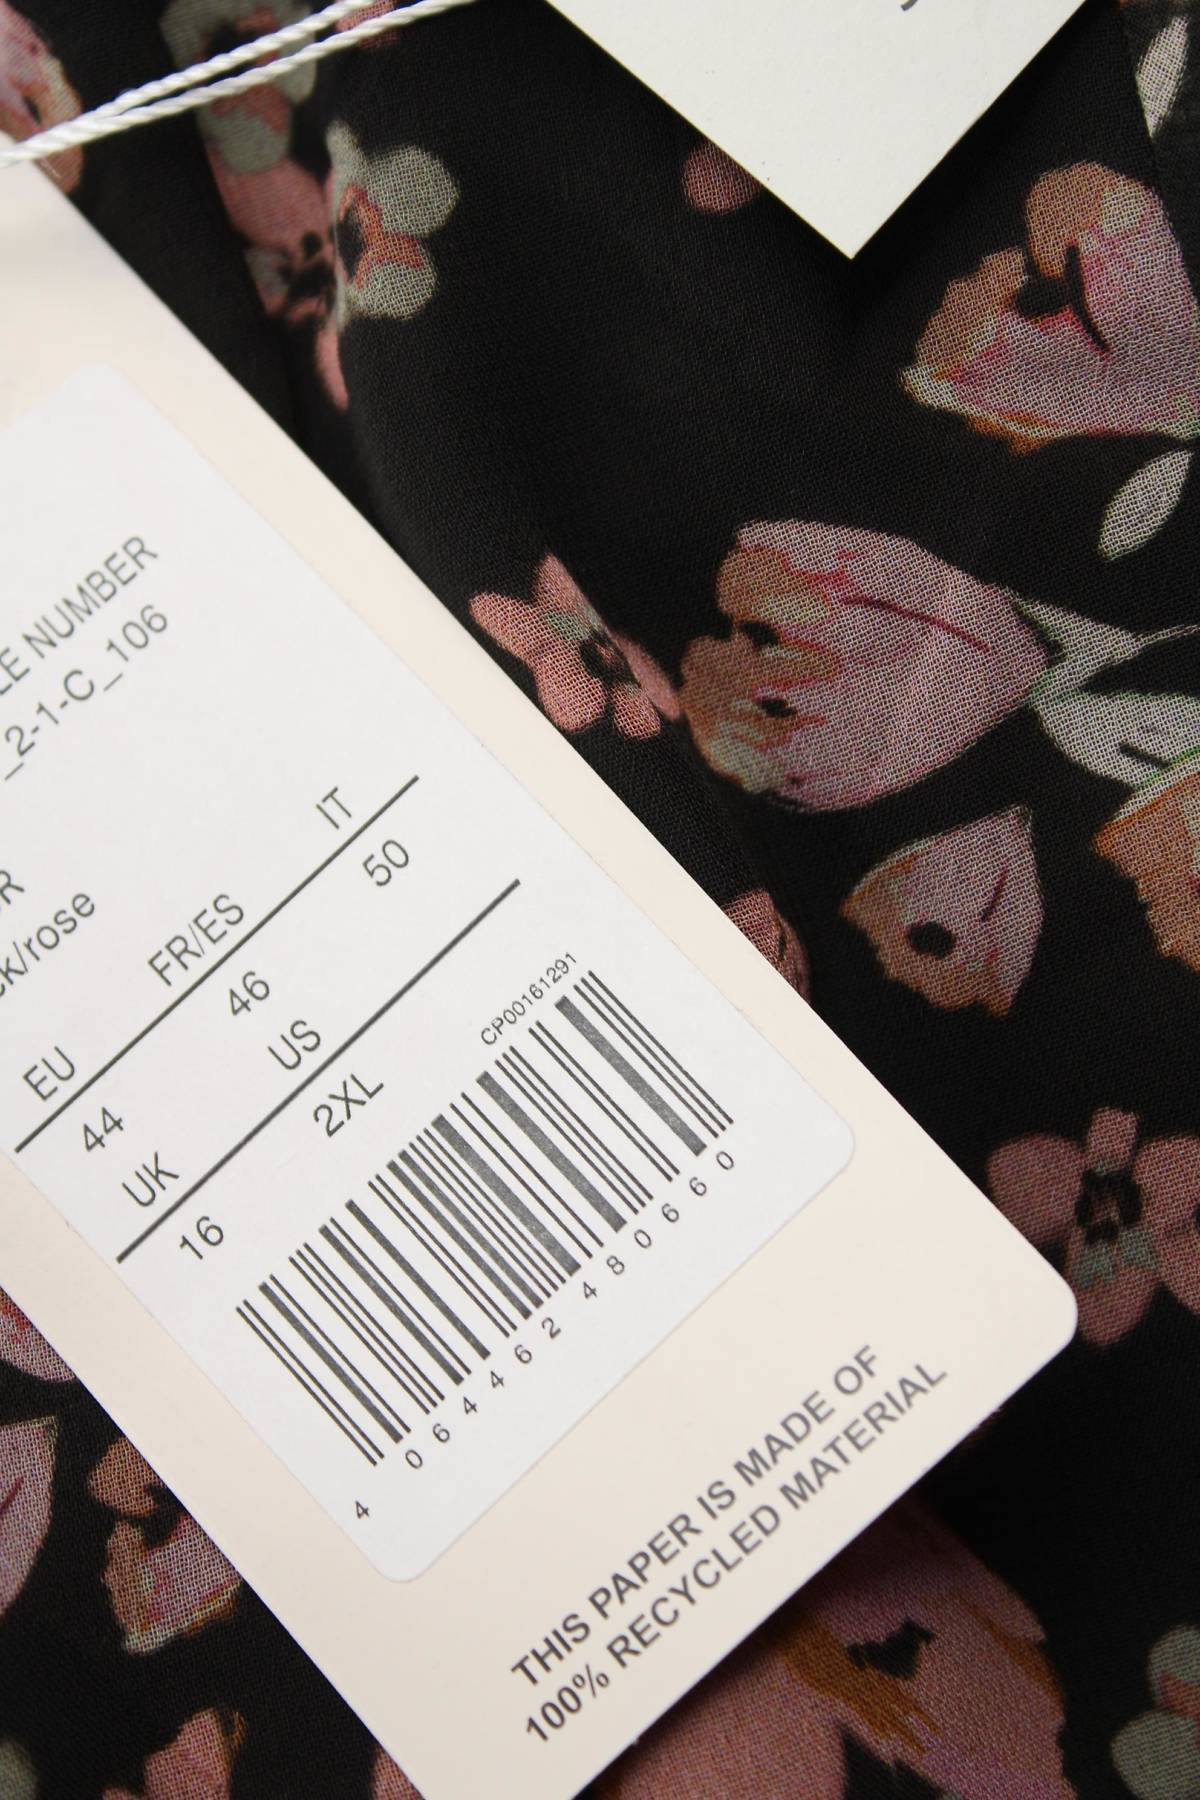 LE NUMBER
_2-1-C_106
R
ck/rose
EU FR/ES IT
44 46 50
UK US
16 2XL
CP00161291
4 064462 480660
THIS PAPER IS MADE OF
100% RECYCLED MATERIAL